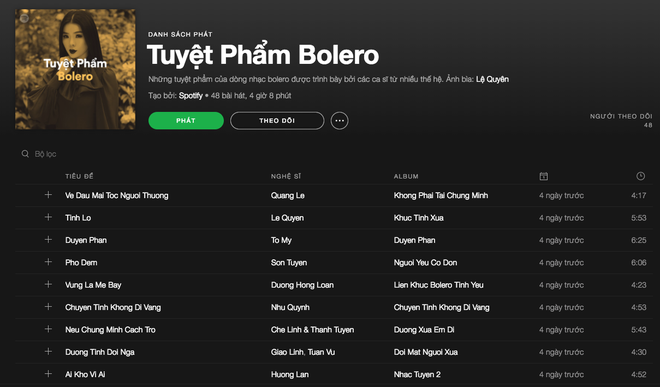 DANH SÁCH PHÁT
Tuyệt Phẩm Bolero
Tuyệt Phẩm
Bolero
Những tuyệt phẩm của dòng nhạc bolero được trình bày bởi các ca sĩ từ nhiều thế hệ. Ảnh bìa: Lệ Quyên
Tạo bởi: Spotify • 48 bài hát, 4 giờ 8 phút
PHÁT THEO DÕI
NGƯỜI THEO DÕI
48
Bộ lọc
TIÊU ĐỀ NGHỆ SĨ ALBUM
Ve Dau Mai Toc Nguoi Thuong Quang Le Khong Phai Tai Chung Minh 4 ngày trước 4:17
Tinh Lo Le Quyen Khuc Tinh Xua 4 ngày trước 5:53
Duyen Phan To My Duyen Phan 4 ngày trước 6:25
Pho Dem Son Tuyen Nguoi Yeu Co Don 4 ngày trước 6:06
Vung La Me Bay Duong Hong Loan Lien Khuc Bolero Tinh Yeu 4 ngày trước 4:23
Chuyen Tinh Khong Di Vang Nhu Quynh Chuyen Tinh Khong Di Vang 4 ngày trước 4:53
Neu Chung Minh Cach Tro Che Linh & Thanh Tuyen Duong Xua Em Di 4 ngày trước 5:43
Duong Tinh Doi Nga Giao Linh, Tuan Vu Doi Mat Nguoi Xua 4 ngày trước 4:30
Ai Kho Vi Ai Huong Lan Nhac Tuyen 2 4 ngày trước 4:52